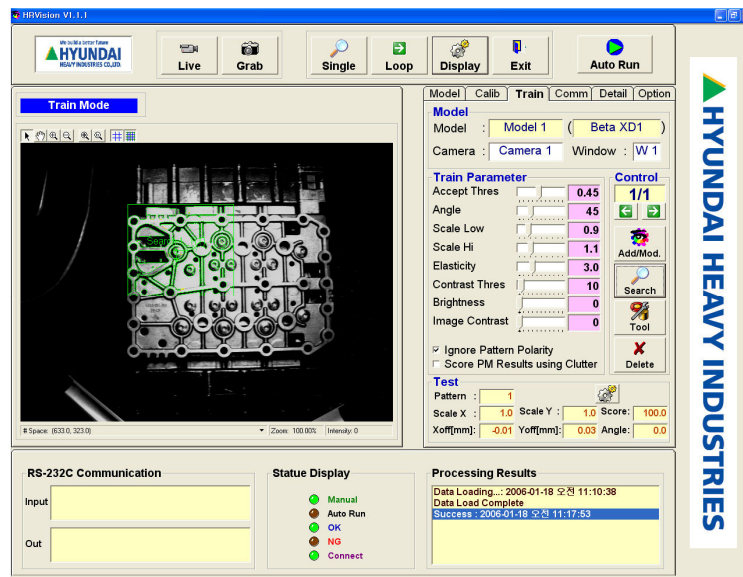 HRVision V1.1.1
We build a better future
HYUNDAI
HEAVY INDUSTRIES CO.,LTD.
Live
Grab
Single
Loop
Display
Exit
Auto Run
Train Mode
Model Calib Train Comm Detail Option
Model
Model : Model 1 ( Beta XD1 )
Camera : Camera 1 Window : W 1
Train Parameter
Accept Thres 0.45
Angle 45
Scale Low 0.9
Scale Hi 1.1
Elasticity 3.0
Contrast Thres 10
Brightness 0
Image Contrast 0
Ignore Pattern Polarity
Score PM Results using Clutter
Control
1/1
Add/Mod.
Search
Tool
Delete
Test
Pattern : 1
Scale X : 1.0 Scale Y : 1.0 Score: 100.0
Xoff[mm]: -0.01 Yoff[mm]: 0.03 Angle: 0.0
Sear
# Space: (633.0, 323.0) Zoom: 100.00% Intensity: 0
RS-232C Communication
Input
Out
Statue Display
Manual
Auto Run
OK
NG
Connect
Processing Results
Data Loading...: 2006-01-18 오전 11:10:38
Data Load Complete
Success : 2006-01-18 오전 11:17:53
HYUNDAI HEAVY INDUSTRIES